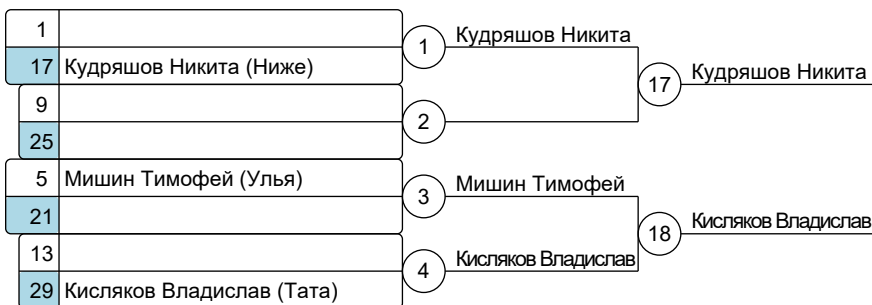 1
1
Кудряшов Никита
17 Кудряшов Никита (Ниже)
17
Кудряшов Никита
9
2
25
5 Мишин Тимофей (Улья)
3
Мишин Тимофей
21
18
Кисляков Владислав
13
4
Кисляков Владислав
29 Кисляков Владислав (Тата)